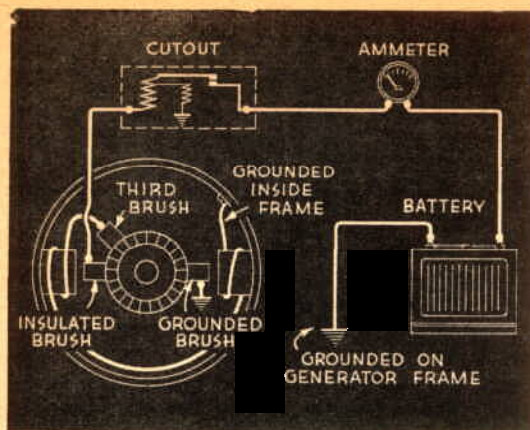 CUTOUT
AMMETER
THIRD
BRUSH
GROUNDED
INSIDE
FRAME
BATTERY
INSULATED
BRUSH
GROUNDED
BRUSH
GROUNDED ON
GENERATOR FRAME